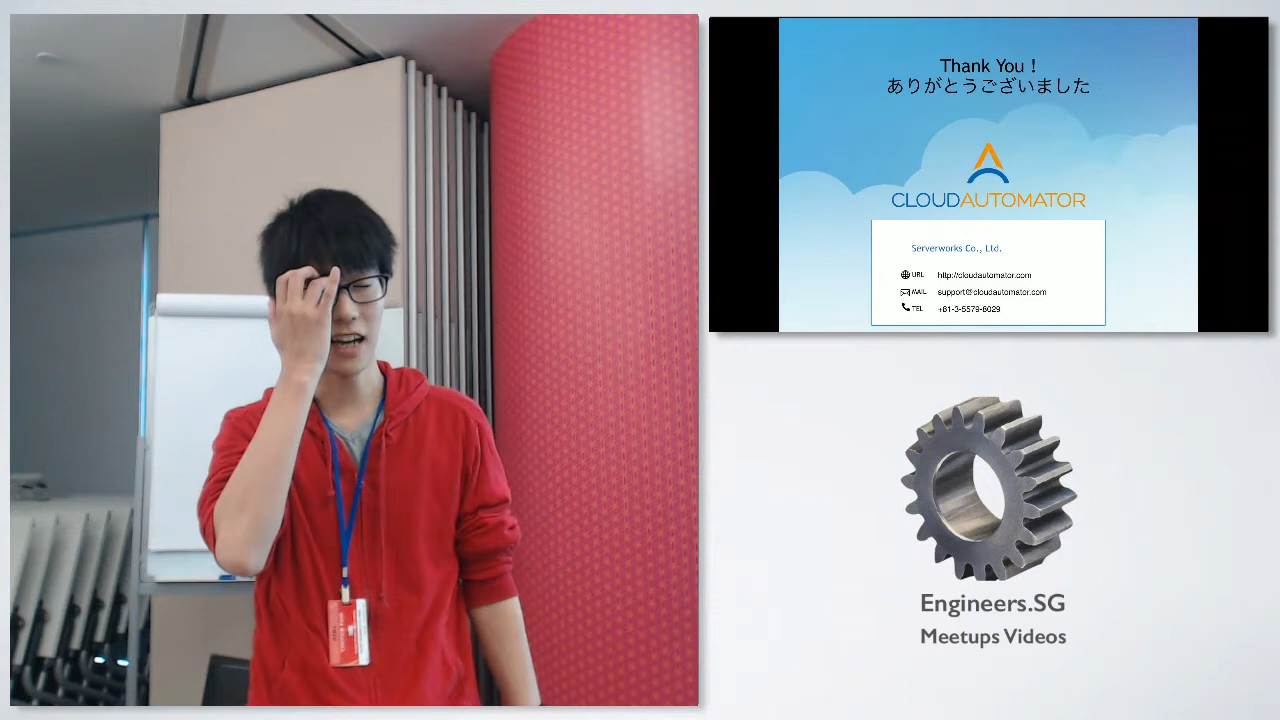 Thank You !
ありがとうございました
CLOUDAUTOMATOR
Serverworks Co., Ltd.
URL http://cloudautomator.com
MAIL support@cloudautomator.com
TEL +81-3-5579-8029
Engineers.SG
Meetups Videos